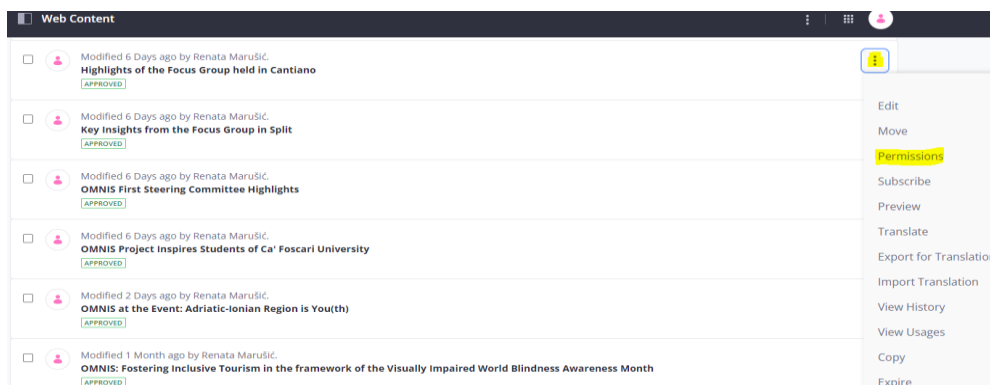 Web Content
Modified 6 Days ago by Renata Marušić.
Highlights of the Focus Group held in Cantiano
APPROVED
Modified 6 Days ago by Renata Marušić.
Key Insights from the Focus Group in Split
APPROVED
Modified 6 Days ago by Renata Marušić.
OMNIS First Steering Committee Highlights
APPROVED
Modified 6 Days ago by Renata Marušić.
OMNIS Project Inspires Students of Ca' Foscari University
APPROVED
Modified 2 Days ago by Renata Marušić.
OMNIS at the Event: Adriatic-Ionian Region is You(th)
APPROVED
Modified 1 Month ago by Renata Marušić.
OMNIS: Fostering Inclusive Tourism in the framework of the Visually Impaired World Blindness Awareness Month
APPROVED
Edit
Move
Permissions
Subscribe
Preview
Translate
Export for Translatio
Import Translation
View History
View Usages
Copy
Expire